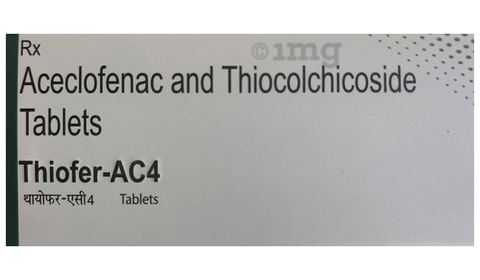 ©1mg
Rx
Aceclofenac and Thiocolchicoside
Tablets
Thiofer-AC4
थायोफर-एसी4 Tablets